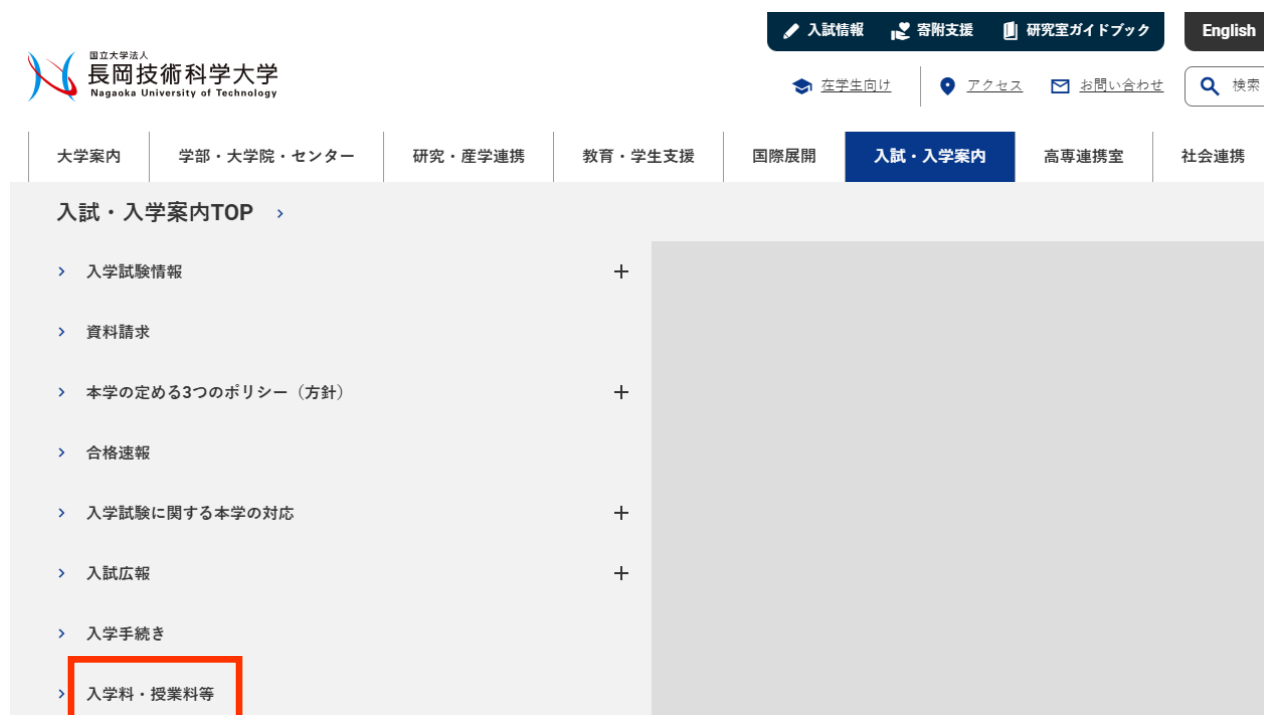 入試情報 寄附支援 研究室ガイドブック English
国立大学法人
長岡技術科学大学
Nagaoka University of Technology
在学生向け アクセス お問い合わせ 検索
大学案内 学部・大学院・センター 研究・産学連携 教育・学生支援 国際展開 入試・入学案内 高専連携室 社会連携
入試・入学案内TOP
入学試験情報
資料請求
本学の定める3つのポリシー（方針）
合格速報
入学試験に関する本学の対応
入試広報
入学手続き
入学料・授業料等